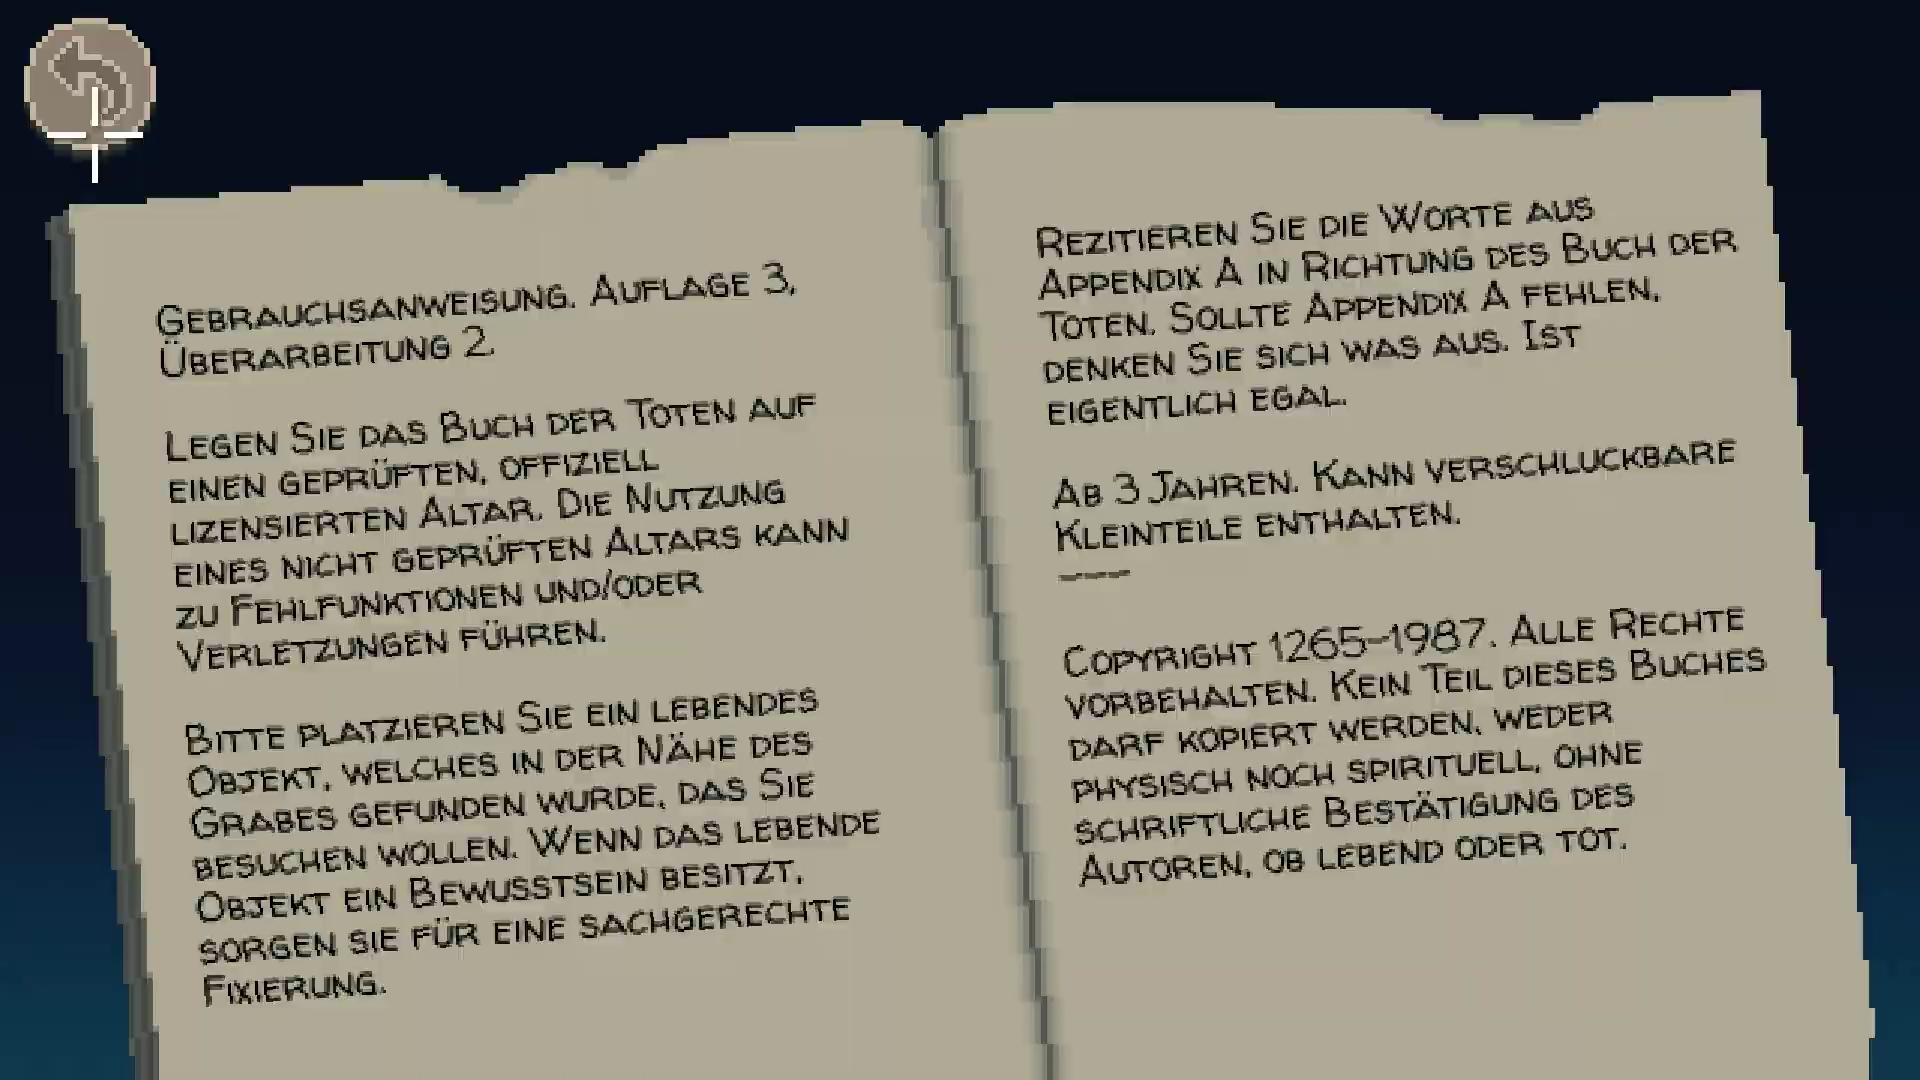 Gebrauchsanweisung. Auflage 3,
Überarbeitung 2.
Legen Sie das Buch der Toten auf
einen geprüften, offiziell
lizensierten Altar. Die Nutzung
eines nicht geprüften Altars kann
zu Fehlfunktionen und/oder
Verletzungen führen.
Bitte platzieren Sie ein lebendes
Objekt, welches in der Nähe des
Grabes gefunden wurde, das Sie
besuchen wollen. Wenn das lebende
Objekt ein Bewusstsein besitzt,
sorgen sie für eine sachgerechte
Fixierung.
Rezitieren Sie die Worte aus
Appendix A in Richtung des Buch der
Toten. Sollte Appendix A fehlen,
denken Sie sich was aus. Ist
eigentlich egal.
Ab 3 Jahren. Kann verschluckbare
Kleinteile enthalten.
----
Copyright 1265-1987. Alle Rechte
vorbehalten. Kein Teil dieses Buches
darf kopiert werden, weder
physisch noch spirituell, ohne
schriftliche Bestätigung des
Autoren, ob lebend oder tot.